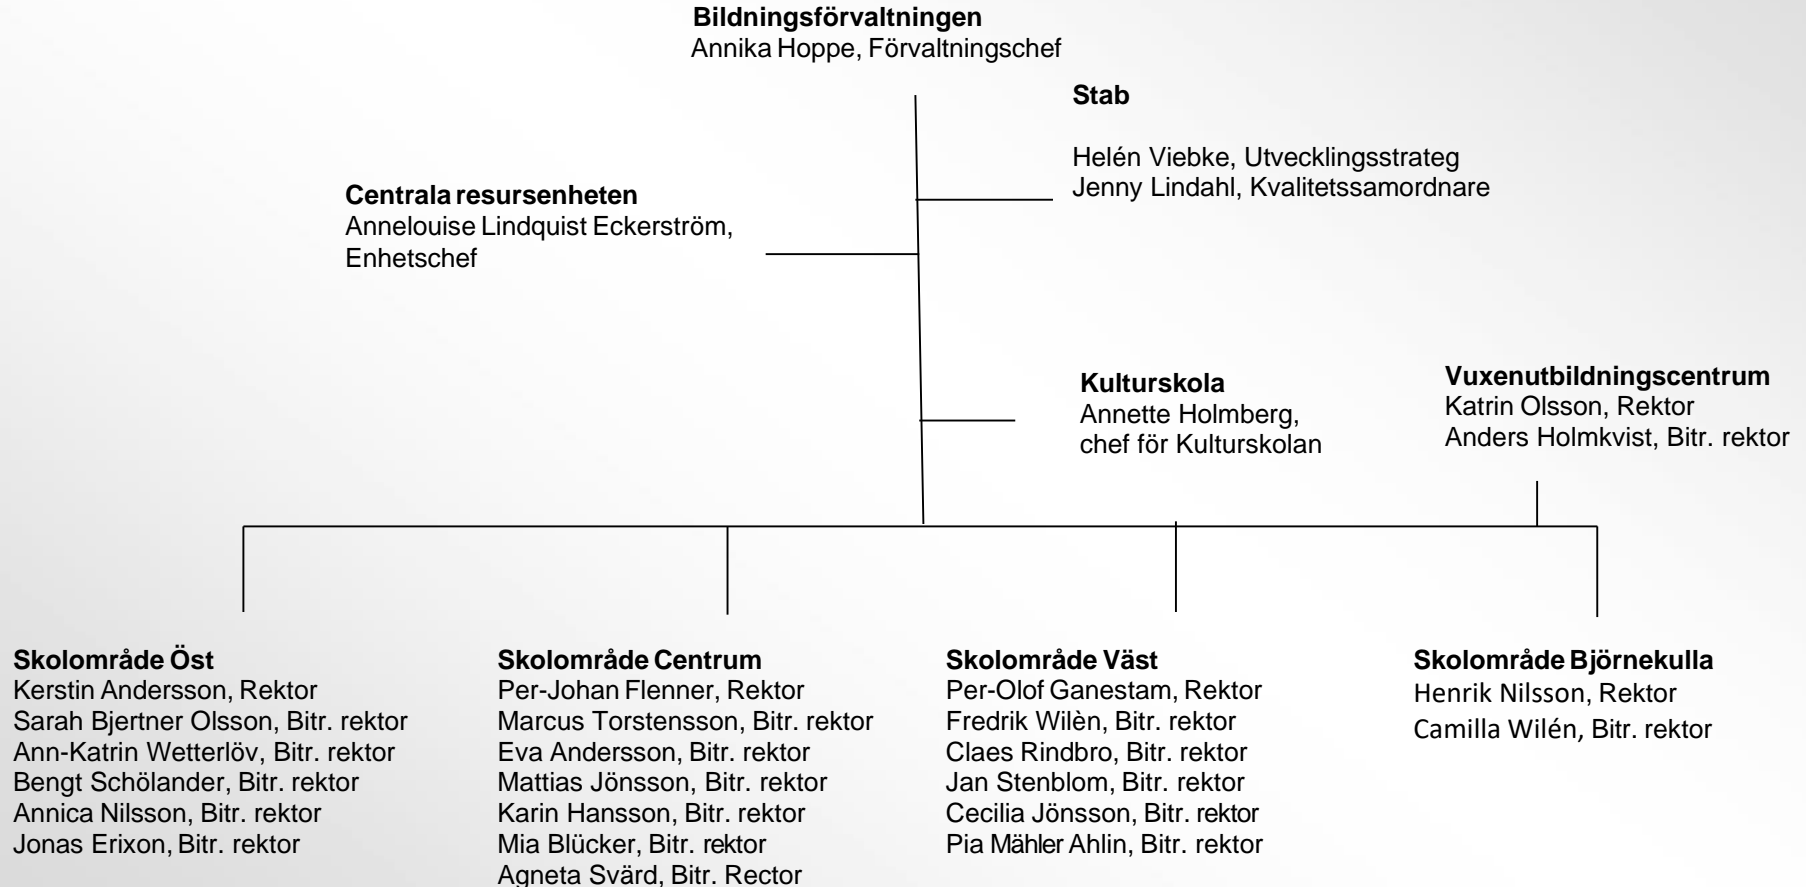 Bildningsförvaltningen
Annika Hoppe, Förvaltningschef
Stab
Helén Viebke, Utvecklingsstrateg
Jenny Lindahl, Kvalitetssamordnare
Centrala resursenheten
Annelouise Lindquist Eckerström,
Enhetschef
Kulturskola
Annette Holmberg,
chef för Kulturskolan
Vuxenutbildningscentrum
Katrin Olsson, Rektor
Anders Holmkvist, Bitr. rektor
Skolområde Öst
Kerstin Andersson, Rektor
Sarah Bjertner Olsson, Bitr. rektor
Ann-Katrin Wetterlöv, Bitr. rektor
Bengt Schölander, Bitr. rektor
Annica Nilsson, Bitr. rektor
Jonas Erixon, Bitr. rektor
Skolområde Centrum
Per-Johan Flenner, Rektor
Marcus Torstensson, Bitr. rektor
Eva Andersson, Bitr. rektor
Mattias Jönsson, Bitr. rektor
Karin Hansson, Bitr. rektor
Mia Blücker, Bitr. rektor
Agneta Svärd, Bitr. Rector
Skolområde Väst
Per-Olof Ganestam, Rektor
Fredrik Wilèn, Bitr. rektor
Claes Rindbro, Bitr. rektor
Jan Stenblom, Bitr. rektor
Cecilia Jönsson, Bitr. rektor
Pia Mähler Ahlin, Bitr. rektor
Skolområde Björnekulla
Henrik Nilsson, Rektor
Camilla Wilén, Bitr. rektor